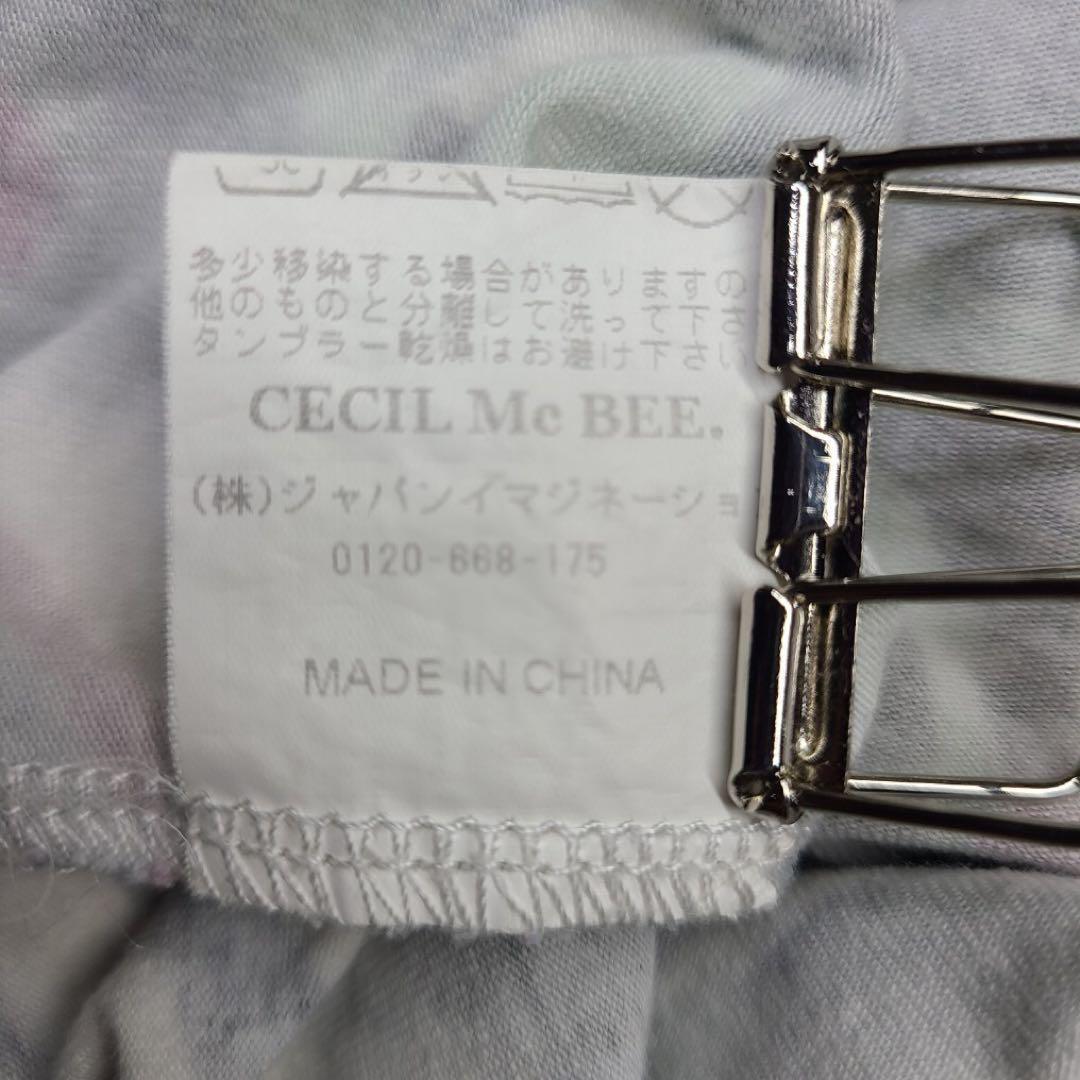 多少移染する場合がありますの
他のものと分離して洗って下さ
タンブラー乾燥はお避け下さい
CECIL Mc BEE.
(株)ジャパンイマジネーショ
0120-668-175
MADE IN CHINA